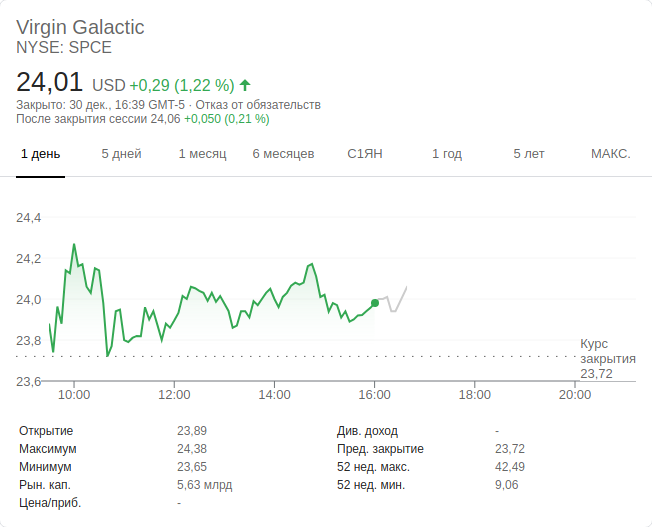 Virgin Galactic
NYSE: SPCE
24,01 USD +0,29 (1,22 %)
Закрыто: 30 дек., 16:39 GMT-5 · Отказ от обязательств
После закрытия сессии 24,06 +0,050 (0,21 %)
1 день 5 дней 1 месяц 6 месяцев С1ЯН 1 год 5 лет МАКС.
24,4
24,2
24,0
23,8
23,6
Курс
закрытия
23,72
10:00 12:00 14:00 16:00 18:00 20:00
Открытие 23,89 Див. доход -
Максимум 24,38 Пред. закрытие 23,72
Минимум 23,65 52 нед. макс. 42,49
Рын. кап. 5,63 млрд 52 нед. мин. 9,06
Цена/приб. -